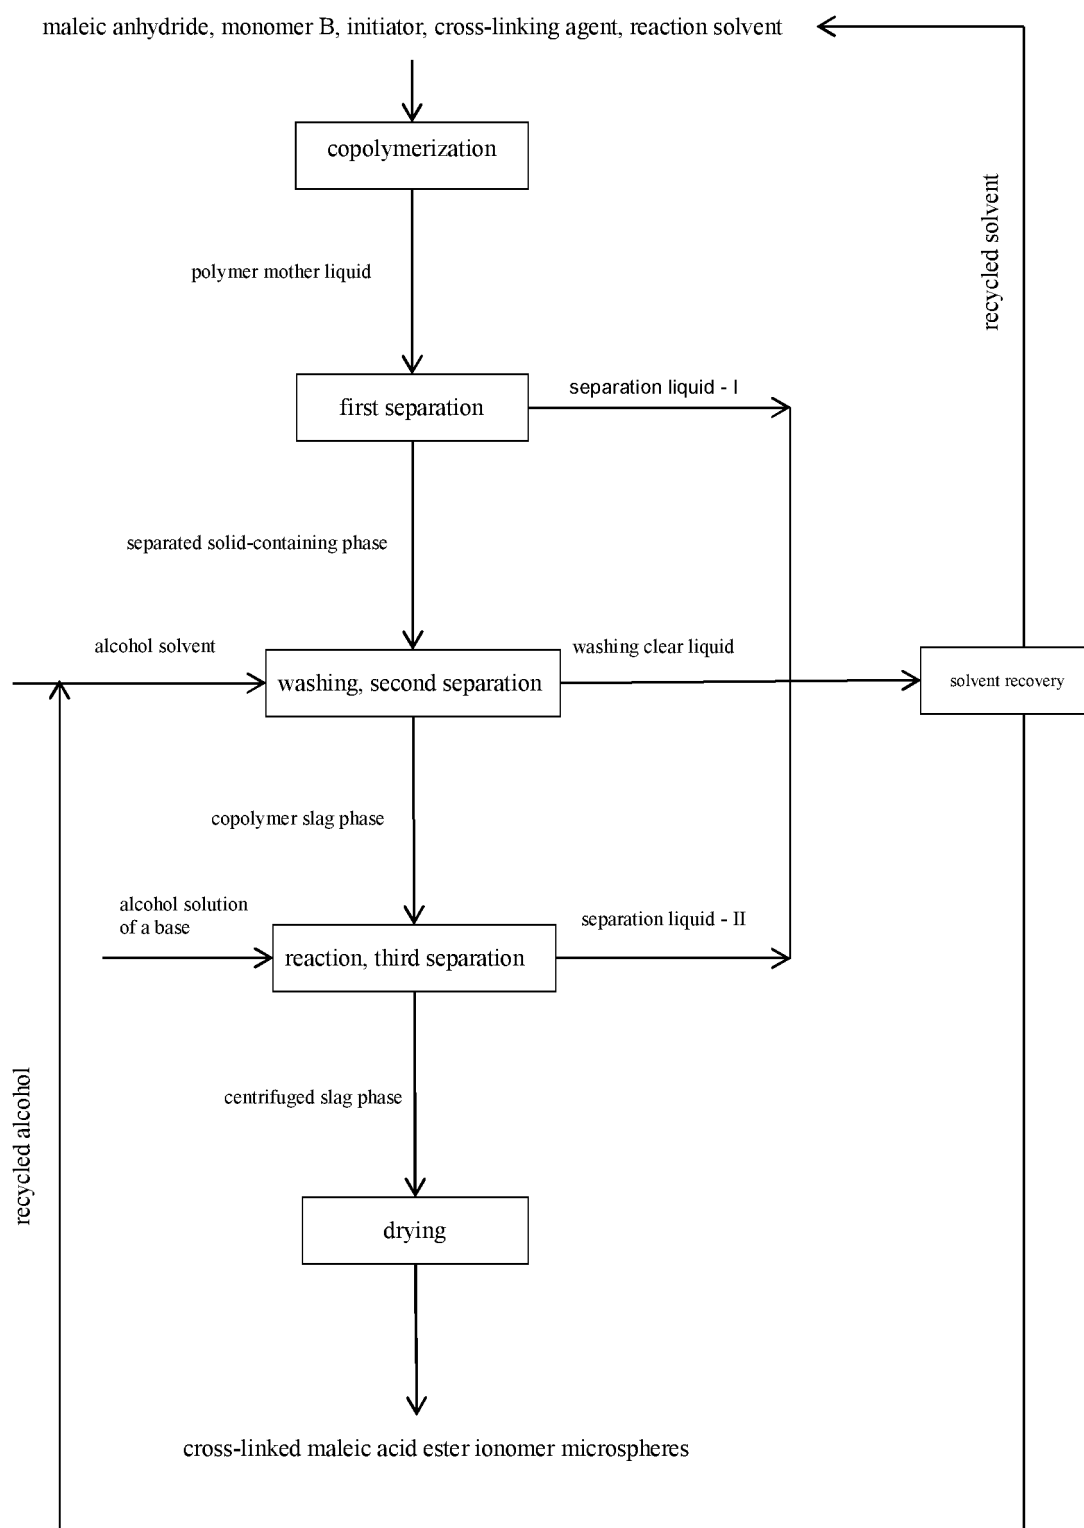 maleic anhydride, monomer B, initiator, cross-linking agent, reaction solvent
copolymerization
recycled solvent
polymer mother liquid
separation liquid - I
first separation
separated solid-containing phase
alcohol solvent
washing clear liquid
washing, second separation
solvent recovery
copolymer slag phase
alcohol solution
of a base
separation liquid - II
reaction, third separation
centrifuged slag phase
recycled alcohol
drying
cross-linked maleic acid ester ionomer microspheres